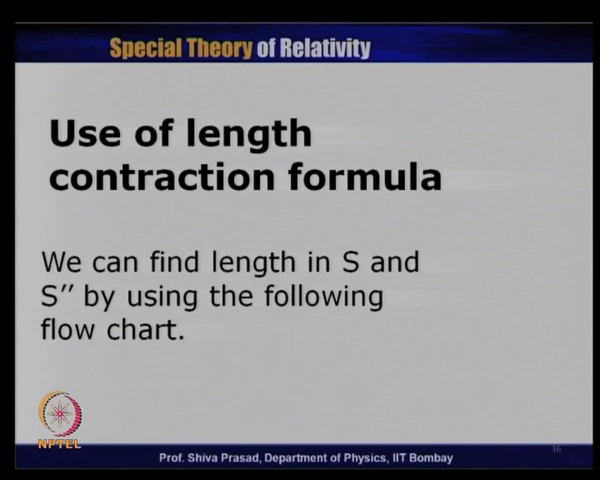 Special Theory of Relativity
Use of length
contraction formula
We can find length in S and
S’’ by using the following
flow chart.
NPTEL
Prof. Shiva Prasad, Department of Physics, IIT Bombay
36